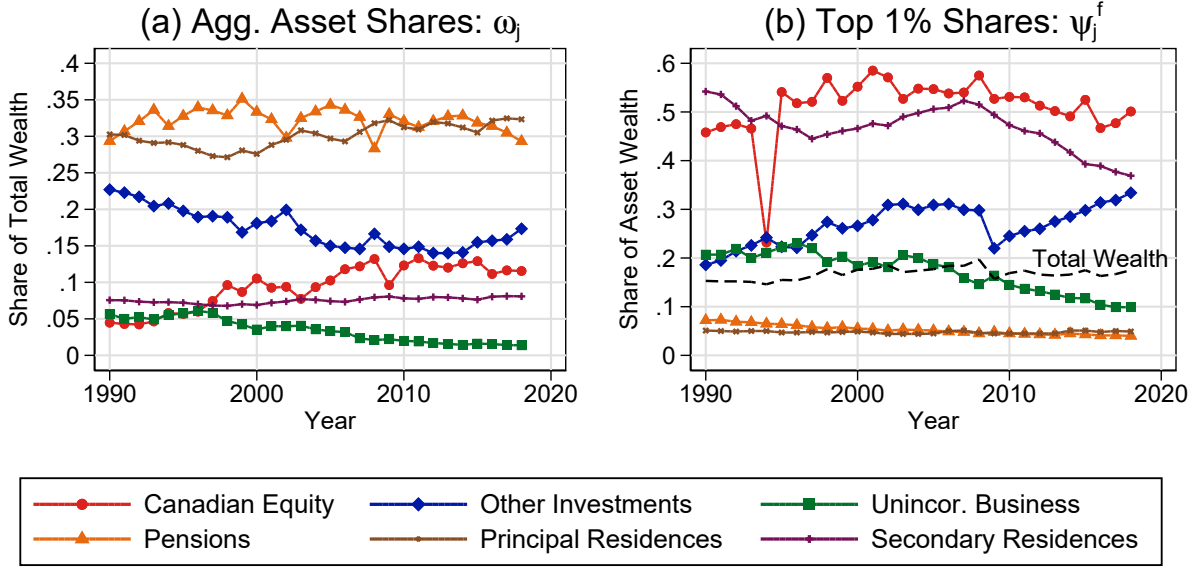 (a) Agg. Asset Shares: ωj
Share of Total Wealth
.4
.35
.3
.25
.2
.15
.1
.05
0
1990 2000 2010 2020
Year
(b) Top 1% Shares: ψjf
Share of Asset Wealth
.6
.5
.4
.3
.2
.1
0
Total Wealth
1990 2000 2010 2020
Year
Canadian Equity Other Investments Unincor. Business
Pensions Principal Residences Secondary Residences